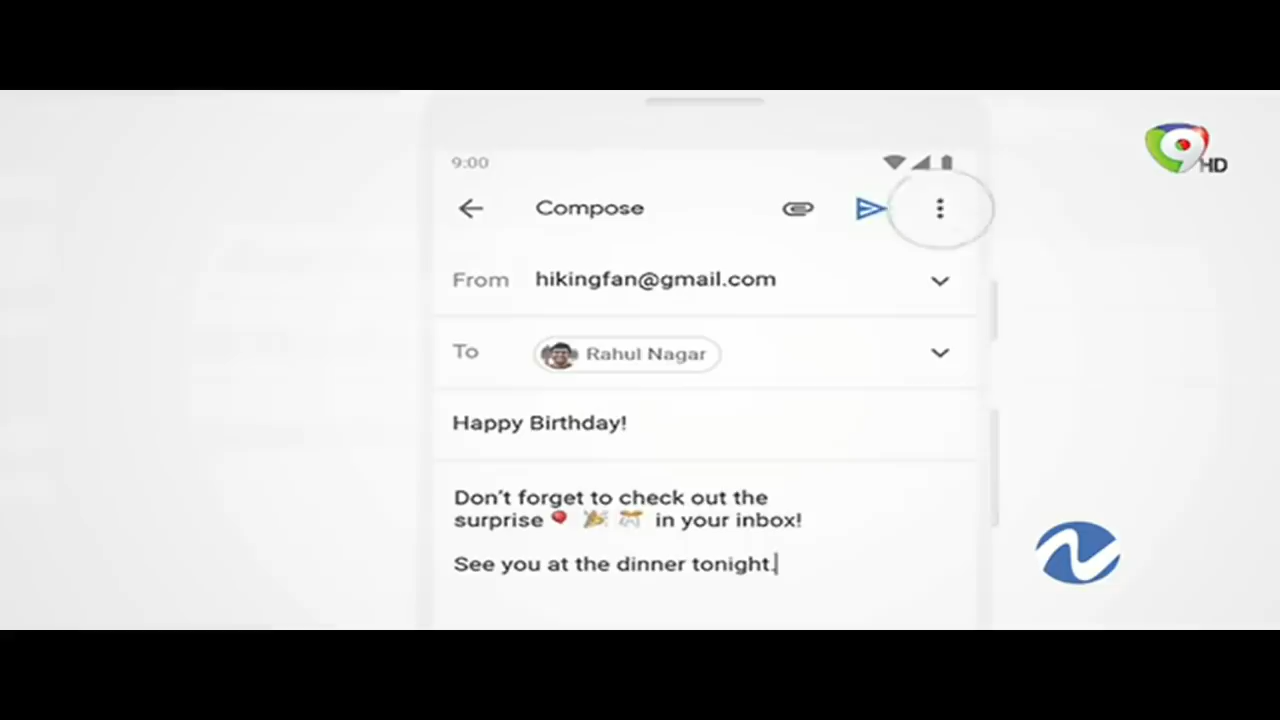 9:00
9
HD
Compose
From hikingfan@gmail.com
To Rahul Nagar
Happy Birthday!
Don't forget to check out the
surprise🎈 🎉 🎊 in your inbox!
See you at the dinner tonight.